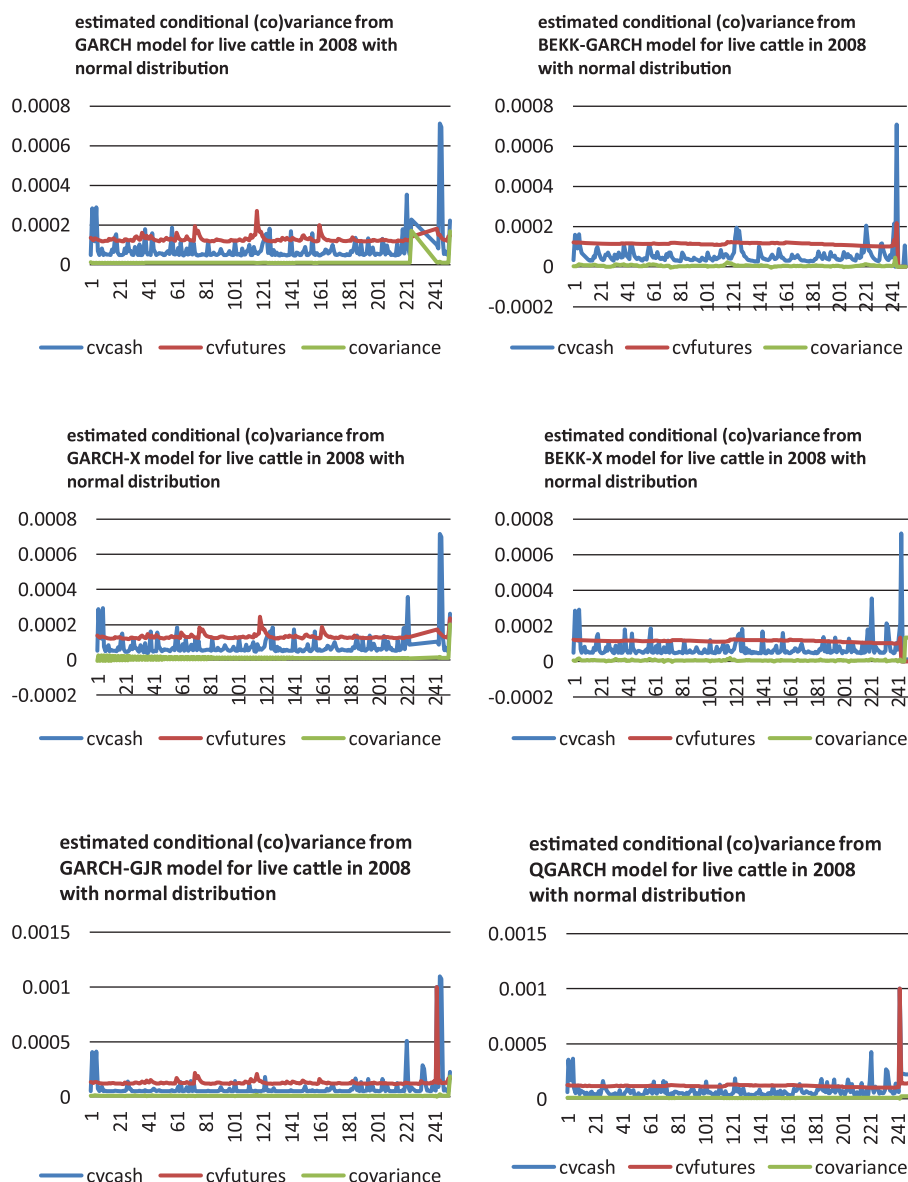 estimated conditional (co)variance from
GARCH model for live cattle in 2008 with
normal distribution
0.0008
0.0006
0.0004
0.0002
0
1 21 41 61 81 101 121 141 161 181 201 221 241
cvcash cvfutures covariance
estimated conditional (co)variance from
BEKK-GARCH model for live cattle in 2008
with normal distribution
0.0008
0.0006
0.0004
0.0002
0
-0.0002
1 21 41 61 81 101 121 141 161 181 201 221 241
cvcash cvfutures covariance
estimated conditional (co)variance from
GARCH-X model for live cattle in 2008 with
normal distribution
0.0008
0.0006
0.0004
0.0002
0
-0.0002
1 21 41 61 81 101 121 141 161 181 201 221 241
cvcash cvfutures covariance
estimated conditional (co)variance from
BEKK-X model for live cattle in 2008 with
normal distribution
0.0008
0.0006
0.0004
0.0002
0
-0.0002
1 21 41 61 81 101 121 141 161 181 201 221 241
cvcash cvfutures covariance
estimated conditional (co)variance from
GARCH-GJR model for live cattle in 2008
with normal distribution
0.0015
0.001
0.0005
0
1 21 41 61 81 101 121 141 161 181 201 221 241
cvcash cvfutures covariance
estimated conditional (co)variance from
QGARCH model for live cattle in 2008
with normal distribution
0.0015
0.001
0.0005
0
1 21 41 61 81 101 121 141 161 181 201 221 241
cvcash cvfutures covariance